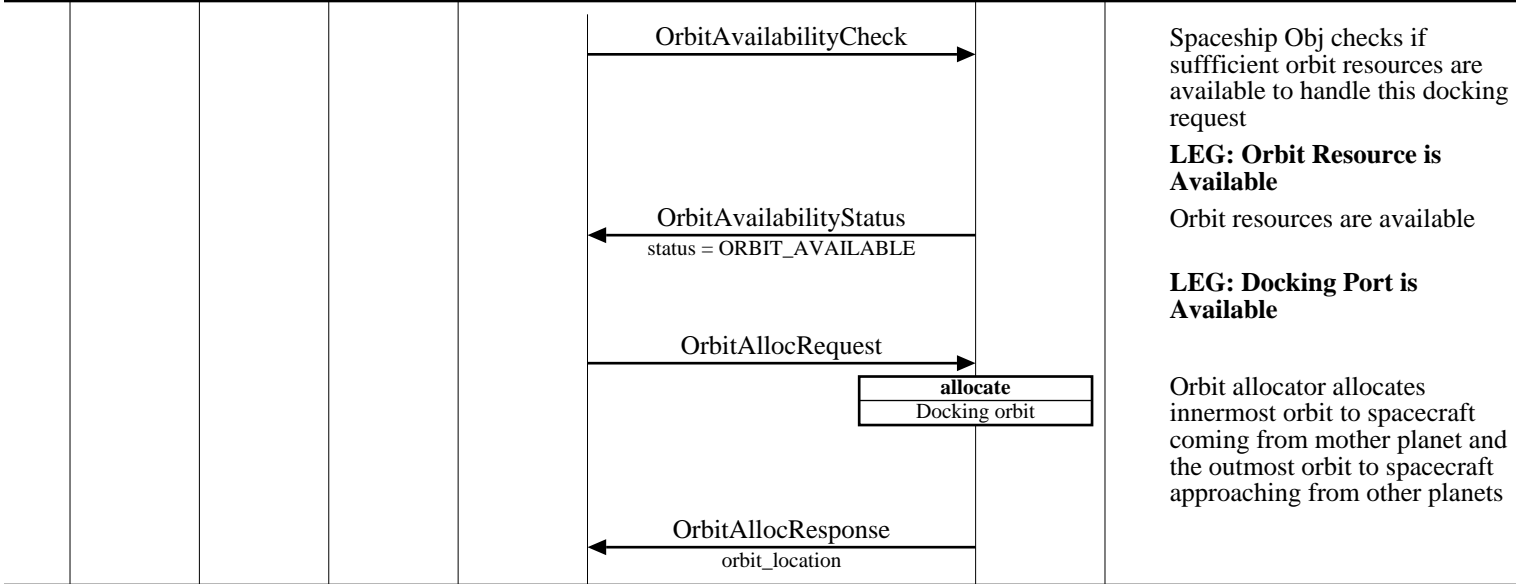 OrbitAvailabilityCheck
Spaceship Obj checks if
suffficient orbit resources are
available to handle this docking
request
LEG: Orbit Resource is
Available
OrbitAvailabilityStatus
Orbit resources are available
status = ORBIT_AVAILABLE
LEG: Docking Port is
Available
OrbitAllocRequest
allocate
Docking orbit
Orbit allocator allocates
innermost orbit to spacecraft
coming from mother planet and
the outmost orbit to spacecraft
approaching from other planets
OrbitAllocResponse
orbit_location